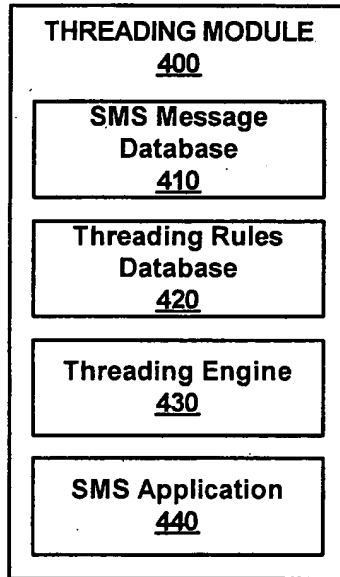 THREADING MODULE
400
SMS Message
Database
410
Threading Rules
Database
420
Threading Engine
430
SMS Application
440